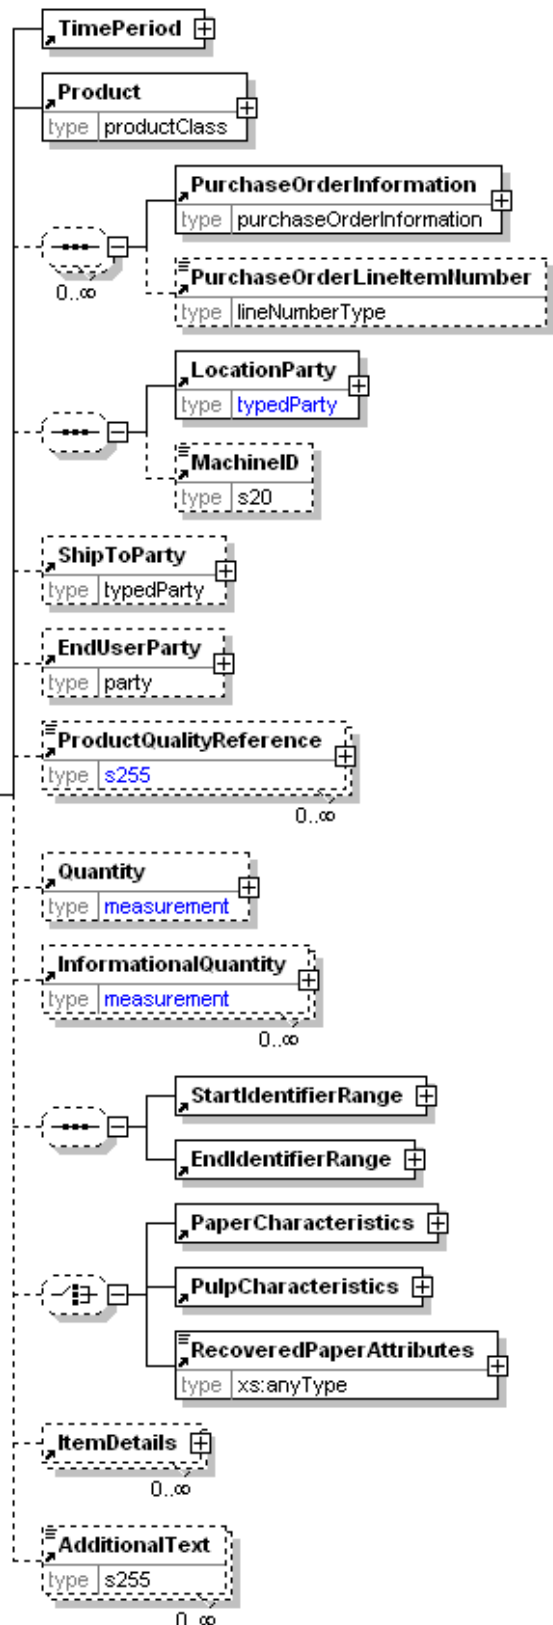 TimePeriod
Product
type productClass
PurchaseOrderInformation
type purchaseOrderInformation
0..∞
PurchaseOrderLineItemNumber
type lineNumberType
LocationParty
type typedParty
MachineID
type s20
ShipToParty
type typedParty
EndUserParty
type party
ProductQualityReference
type s255
0..∞
Quantity
type measurement
InformationalQuantity
type measurement
0..∞
StartIdentifierRange
EndIdentifierRange
PaperCharacteristics
PulpCharacteristics
RecoveredPaperAttributes
type xs:anyType
ItemDetails
0..∞
AdditionalText
type s255
0..∞